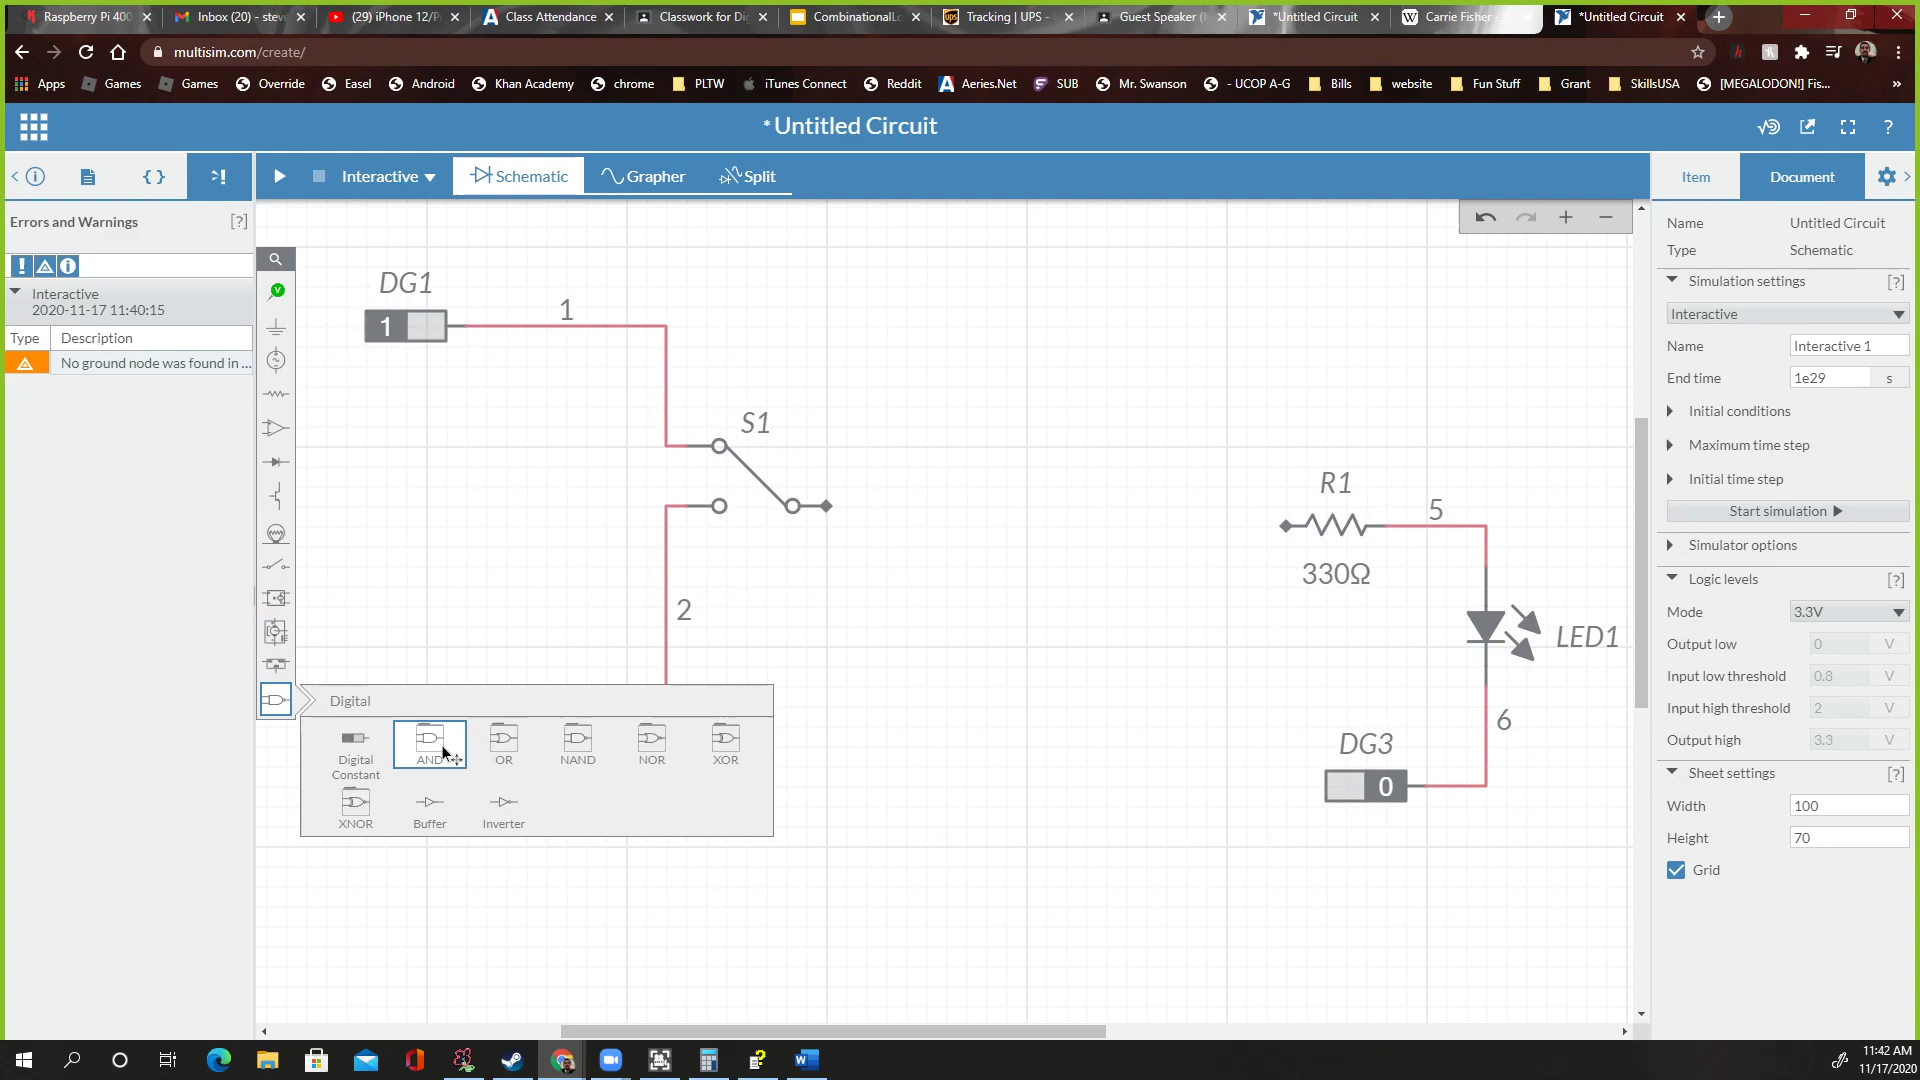 Raspberry Pi 400
Inbox (20) - steve
(29) iPhone 12/P
Class Attendance
Classwork for Di
CombinationalLo
Tracking | UPS -
Guest Speaker (
*Untitled Circuit
Carrie Fisher -
*Untitled Circuit
multisim.com/create/
Apps
Games
Games
Override
Easel
Android
Khan Academy
chrome
PLTW
iTunes Connect
Reddit
Aeries.Net
SUB
Mr. Swanson
- UCOP A-G
Bills
website
Fun Stuff
Grant
SkillsUSA
[MEGALODON!] Fis...
»
*Untitled Circuit
?
{ }
Interactive
Schematic
Grapher
Split
Item
Document
Errors and Warnings [?]
Interactive
2020-11-17 11:40:15
Type Description
No ground node was found in ...
DG1
1
1
S1
2
R1
330Ω
5
LED1
6
DG3
0
Digital
Digital
Constant
AND
OR
NAND
NOR
XOR
XNOR
Buffer
Inverter
Name Untitled Circuit
Type Schematic
Simulation settings [?]
Interactive
Name Interactive 1
End time 1e29 s
Initial conditions
Maximum time step
Initial time step
Start simulation
Simulator options
Logic levels [?]
Mode 3.3V
Output low 0 V
Input low threshold 0.8 V
Input high threshold 2 V
Output high 3.3 V
Sheet settings [?]
Width 100
Height 70
Grid
11:42 AM
11/17/2020